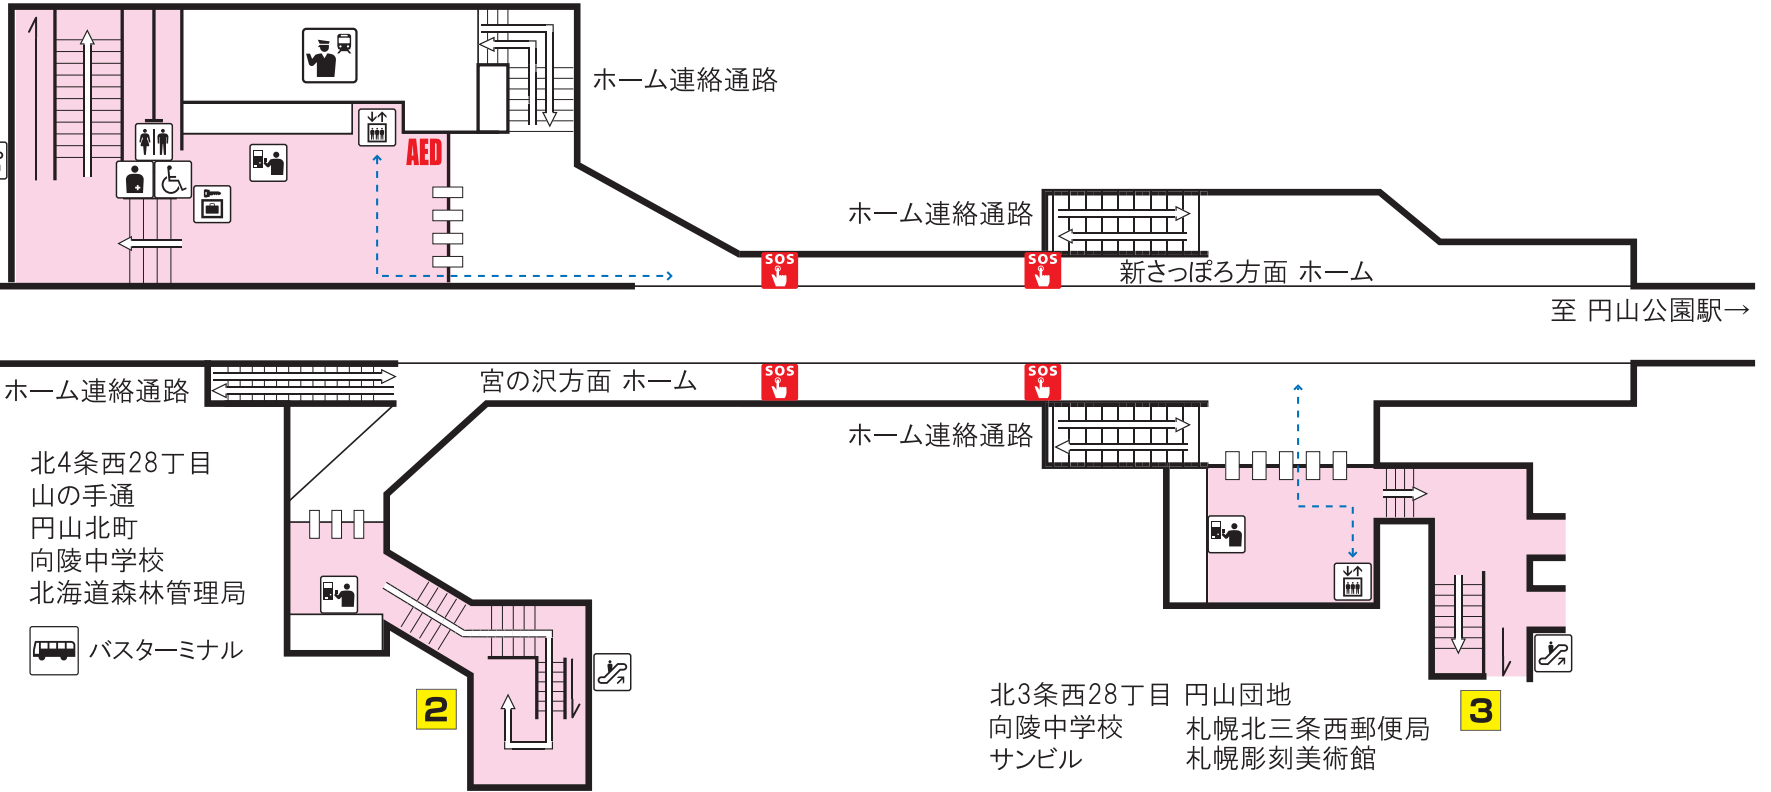 ホーム連絡通路
AED
ホーム連絡通路
SOS
SOS
新さっぽろ方面 ホーム
至 円山公園駅→
ホーム連絡通路
宮の沢方面 ホーム
SOS
SOS
ホーム連絡通路
北4条西28丁目
山の手通
円山北町
向陵中学校
北海道森林管理局
バスターミナル
2
北3条西28丁目 円山団地
向陵中学校 札幌北三条西郵便局
サンビル 札幌彫刻美術館
3